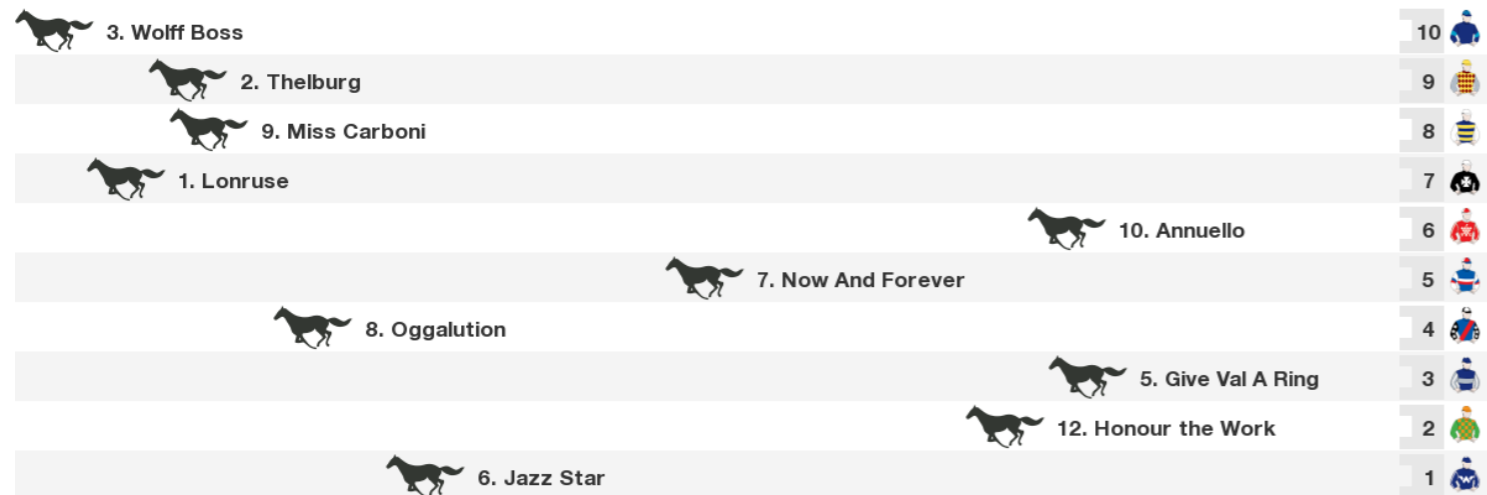 3. Wolff Boss 10
2. Thelburg 9
9. Miss Carboni 8
1. Lonruse 7
10. Annuello 6
7. Now And Forever 5
8. Oggalution 4
5. Give Val A Ring 3
12. Honour the Work 2
6. Jazz Star 1